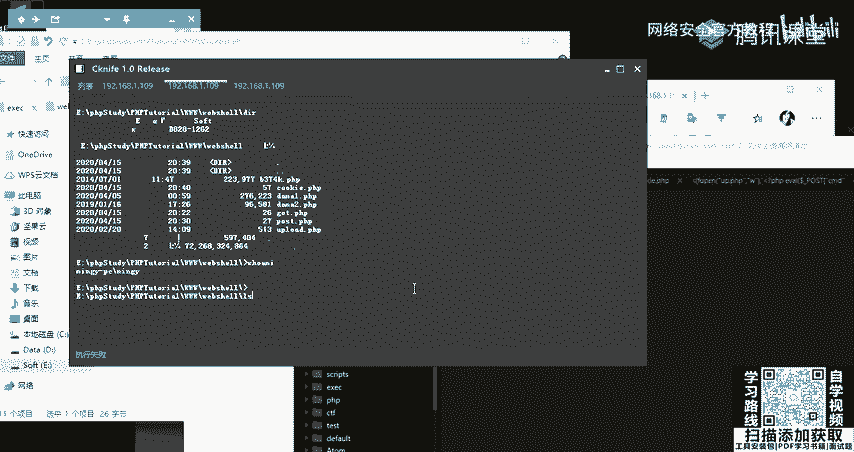 网络安全官方教程
腾讯课堂
bilibili
文件
主页
Cknife 1.0 Release
列表 192.168.1.109 192.168.1.109 192.168.1.109
exec
快速访问
OneDrive
WPS云文档
此电脑
3D 对象
坚果云
视频
图片
文档
下载
音乐
桌面
本地磁盘 (C:)
Data (D:)
Soft (E:)
网络
E:\phpStudy\PHPTutorial\WWW\webshell\>dir
Soft
D820-1262
E:\phpStudy\PHPTutorial\WWW\webshell
2020/04/15 20:39 <DIR> .
2020/04/15 20:39 <DIR> ..
2014/07/01 11:47 223,977 b374k.php
2020/04/15 20:40 57 cookie.php
2020/04/05 00:59 276,223 dama1.php
2019/01/16 17:26 96,581 dama2.php
2020/04/15 20:22 26 get.php
2020/04/15 20:30 27 post.php
2020/02/20 14:09 513 upload.php
7 597,404
2 72,268,324,864
E:\phpStudy\PHPTutorial\WWW\webshell\>whoami
mingy-pc\mingy
E:\phpStudy\PHPTutorial\WWW\webshell\>
E:\phpStudy\PHPTutorial\WWW\webshell\ls
执行失败
scripts
exec
php
ctf
test
default
Atom
选中 1 个项目 26 字节
学习路线
自学视频
扫描添加获取
工具安装包|PDF学习书籍|面试题